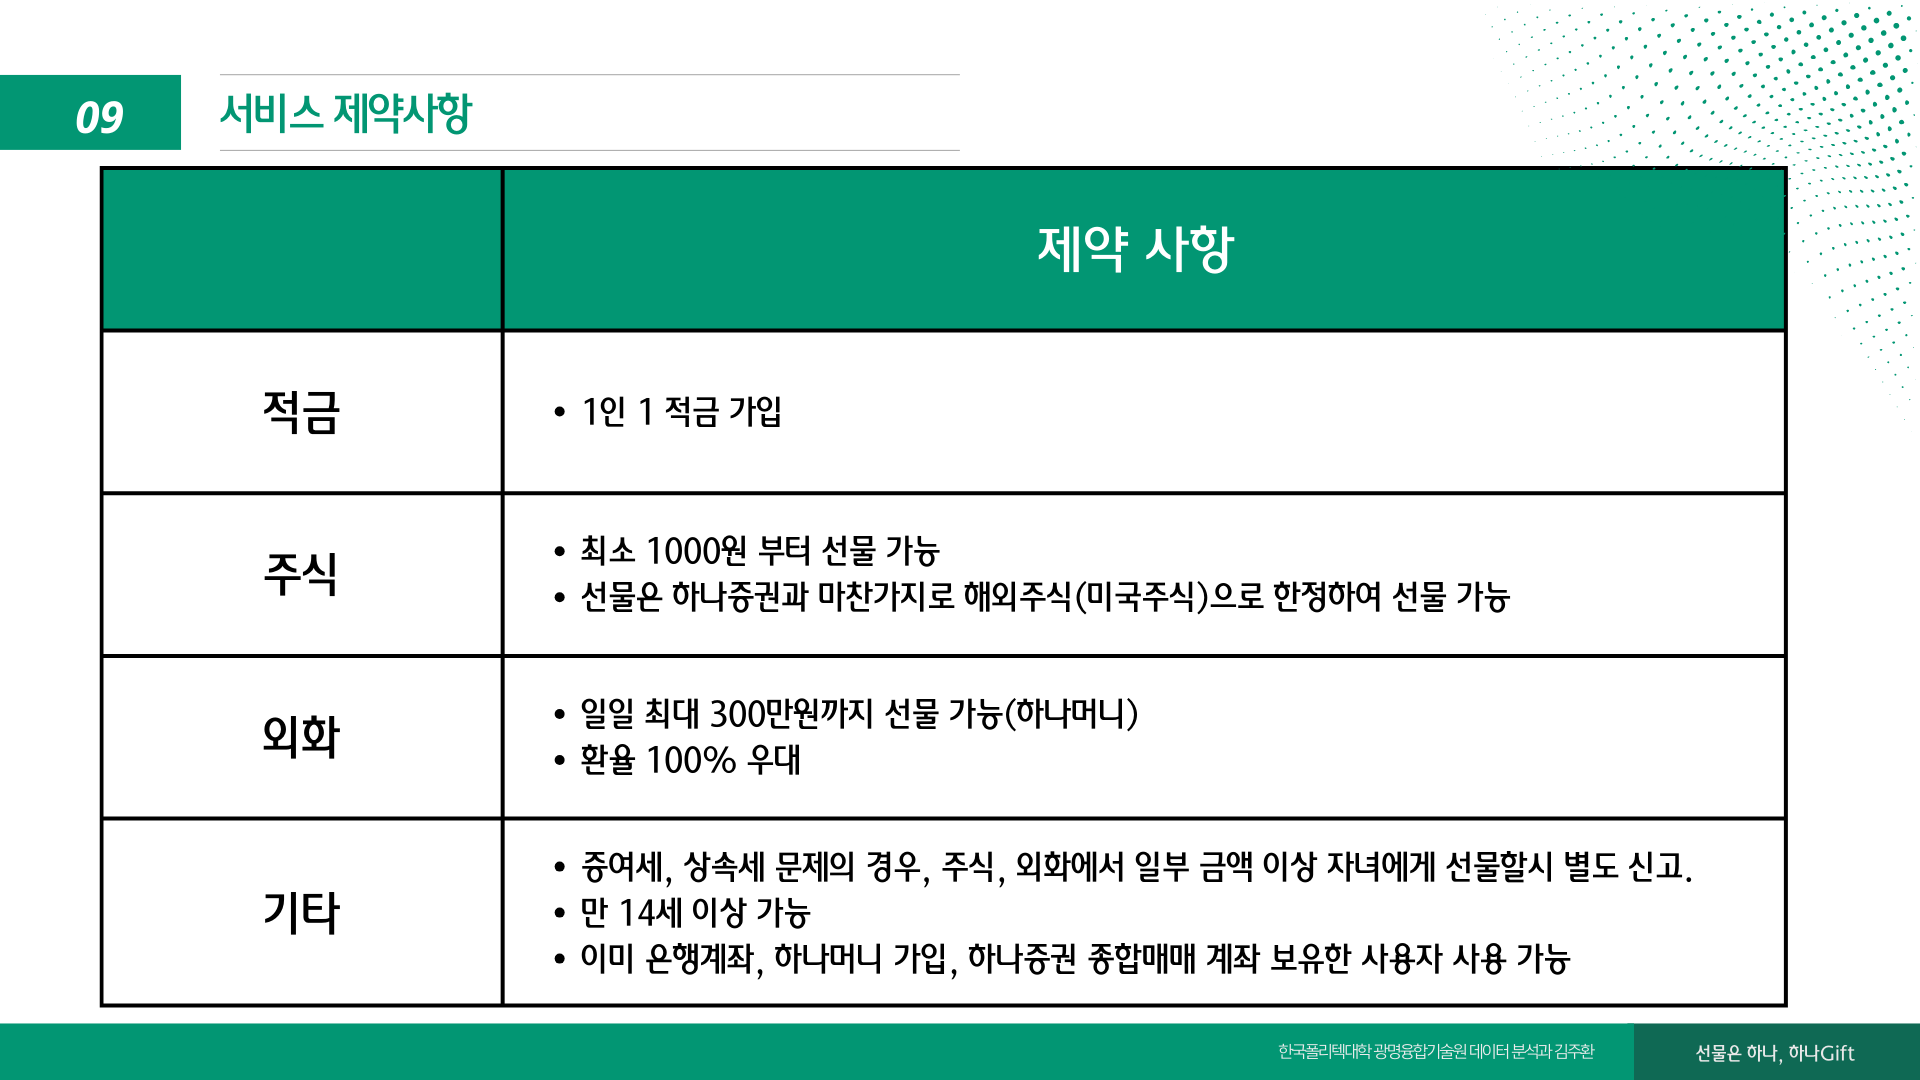 09
서비스 제약사항
제약 사항
적금
• 1인 1 적금 가입
주식
• 최소 1000원 부터 선물 가능
• 선물은 하나증권과 마찬가지로 해외주식(미국주식)으로 한정하여 선물 가능
외화
• 일일 최대 300만원까지 선물 가능(하나머니)
• 환율 100% 우대
기타
• 증여세, 상속세 문제의 경우, 주식, 외화에서 일부 금액 이상 자녀에게 선물할시 별도 신고.
• 만 14세 이상 가능
• 이미 은행계좌, 하나머니 가입, 하나증권 종합매매 계좌 보유한 사용자 사용 가능
한국폴리텍대학 광명융합기술원 데이터 분석과 김주환
선물은 하나, 하나Gift